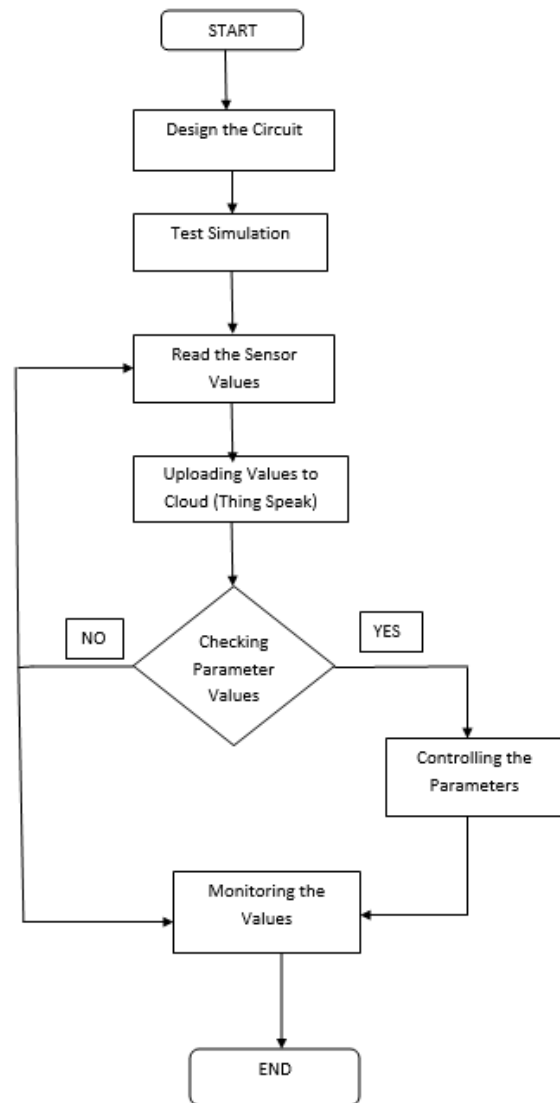 START
Design the Circuit
Test Simulation
Read the Sensor
Values
Uploading Values to
Cloud (Thing Speak)
NO
YES
Checking
Parameter
Values
Controlling the
Parameters
Monitoring the
Values
END